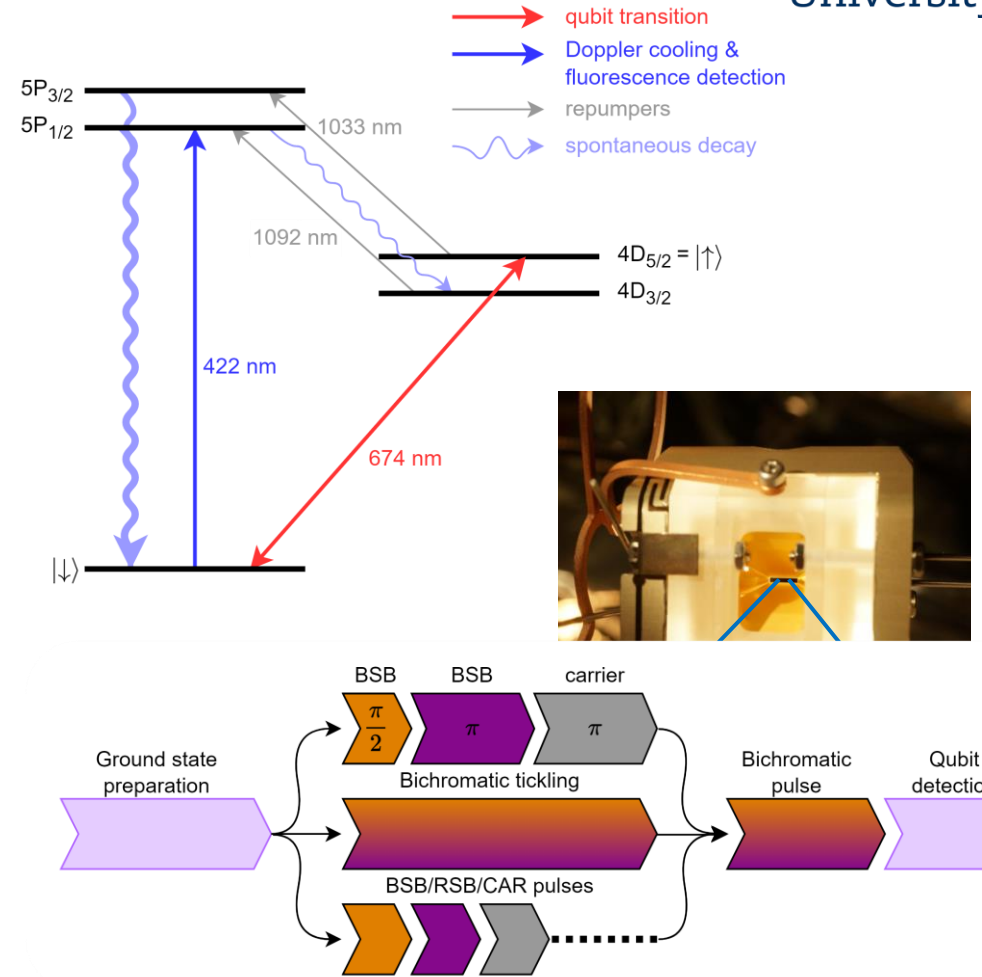 qubit transition
Doppler cooling &
fluorescence detection
repumpers
spontaneous decay
5P3/2
5P1/2
1033 nm
1092 nm
4D5/2 = |↑⟩
4D3/2
422 nm
674 nm
|↓⟩
BSB
BSB
carrier
π/2
π
π
Ground state
preparation
Bichromatic tickling
Bichromatic
pulse
Qubit
BSB/RSB/CAR pulses